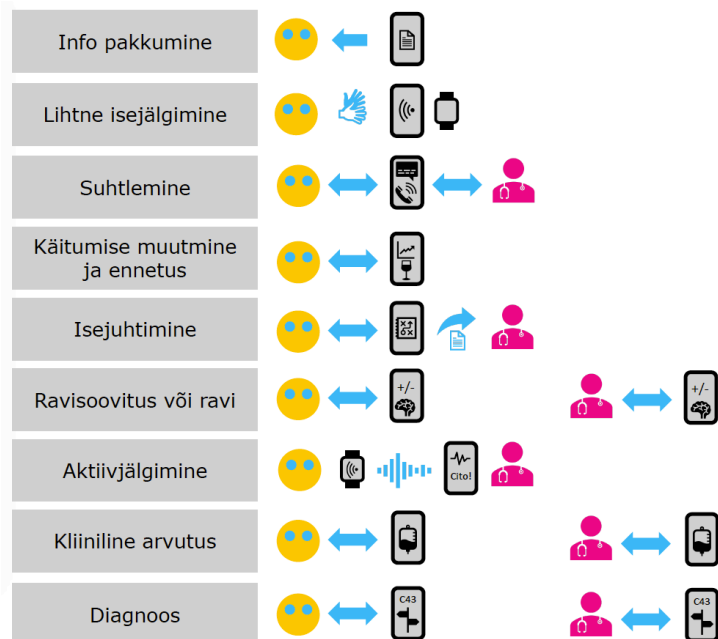 Info pakkumine
Lihtne isejälgimine
Suhtlemine
Käitumise muutmine
ja ennetus
Isejuhtimine
Ravisoovitus või ravi
+/-
+/-
Aktiivjälgimine
Cito!
Kliiniline arvutus
Diagnoos
C43
C43